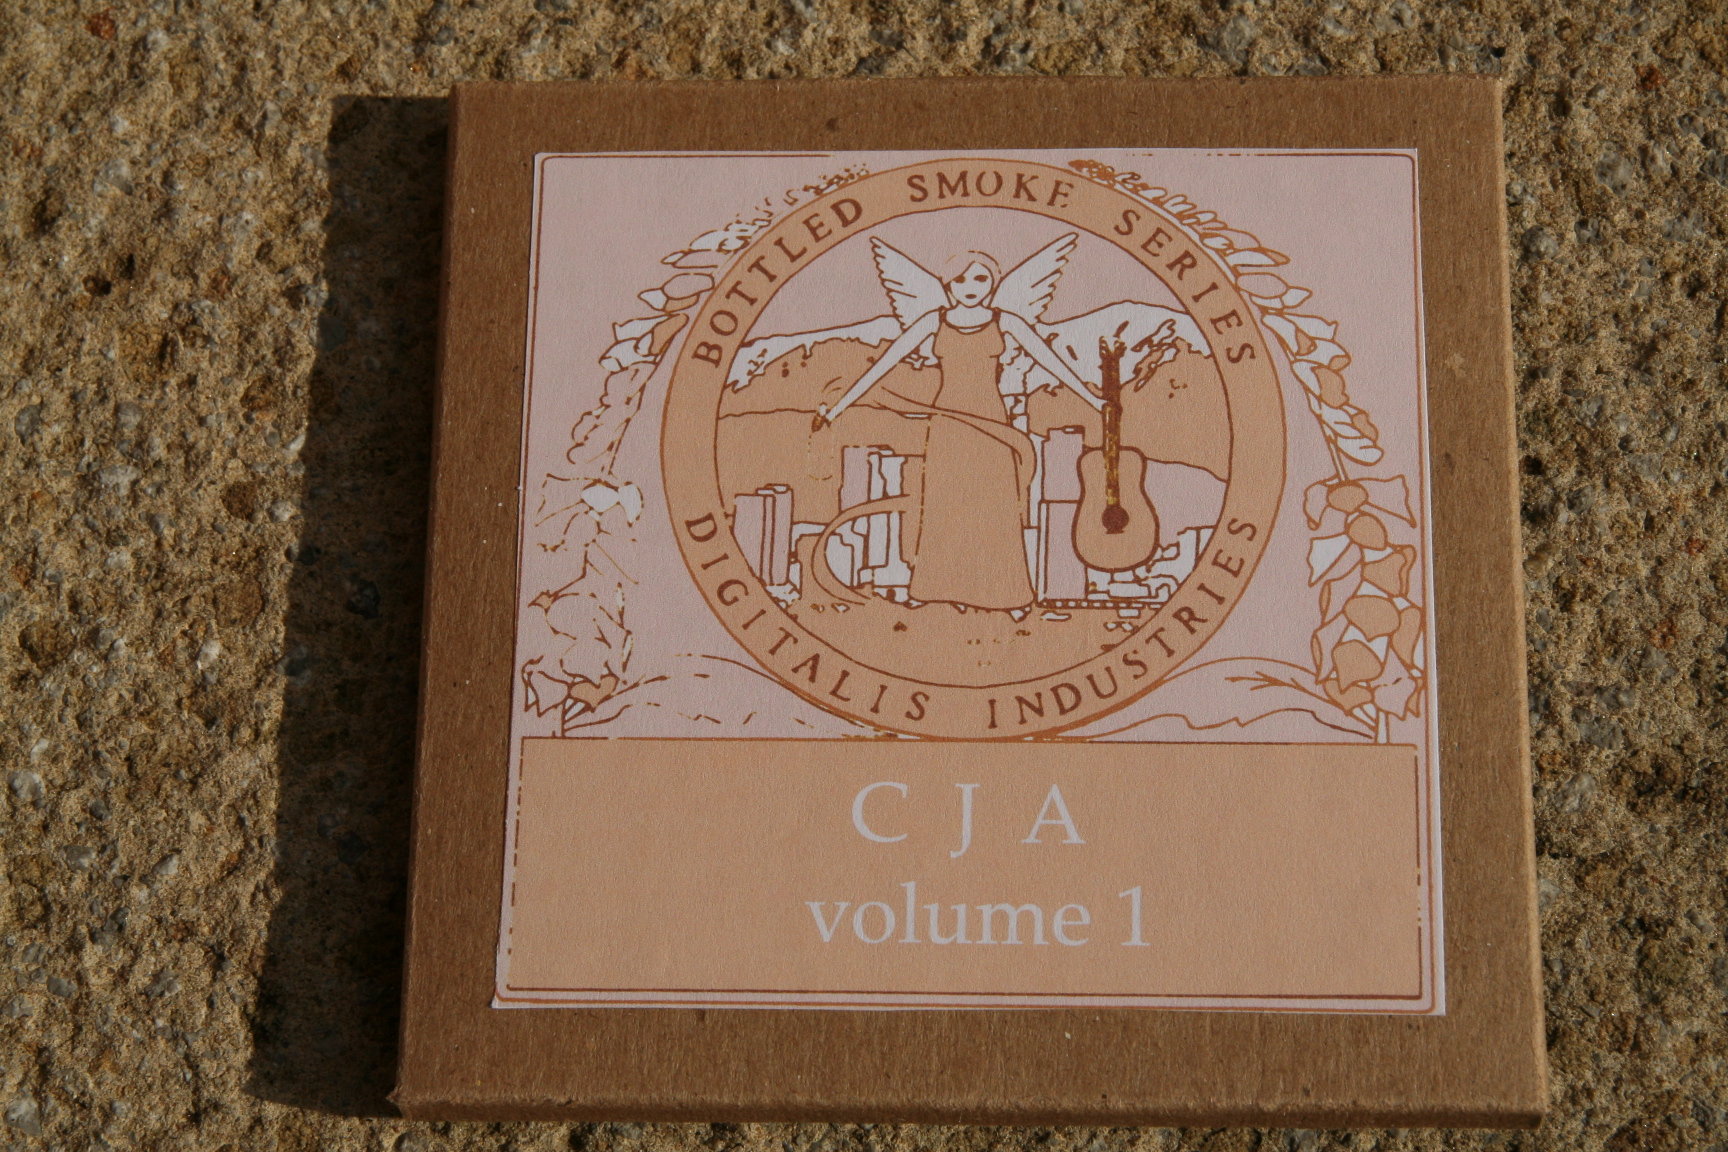 BOTTLED SMOKE SERIES
DIGITALIS INDUSTRIES
C J A
volume 1